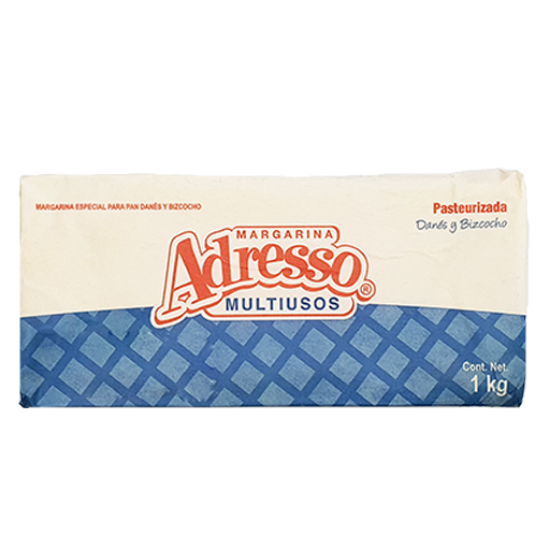 MARGARINA ESPECIAL PARA PAN DANÉS Y BIZCOCHO
Pasteurizada
Danés y Bizcocho
MARGARINA
Adresso®
MULTIUSOS
Cont. Net.
1 kg